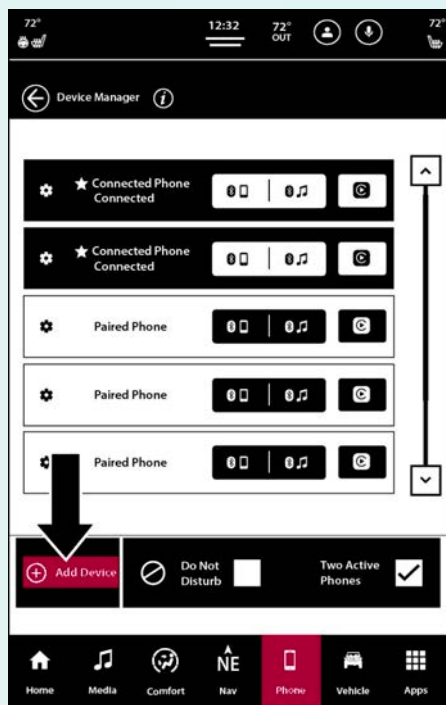 72°
12:32
72°
OUT
72°
Device Manager
Connected Phone
Connected
Connected Phone
Connected
Paired Phone
Paired Phone
Paired Phone
Add Device
Do Not
Disturb
Two Active
Phones
NE
Home
Media
Comfort
Nav
Phone
Vehicle
Apps